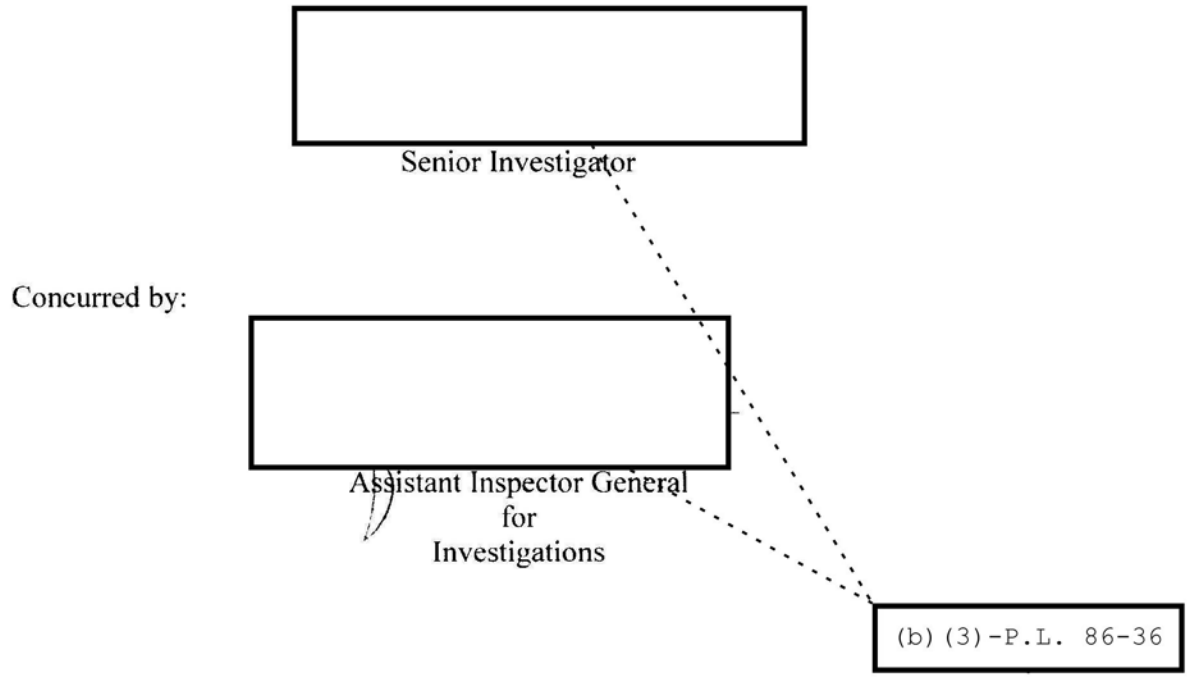 Senior Investigator
Concurred by:
Assistant Inspector General
for
Investigations
(b)(3)-P.L. 86-36